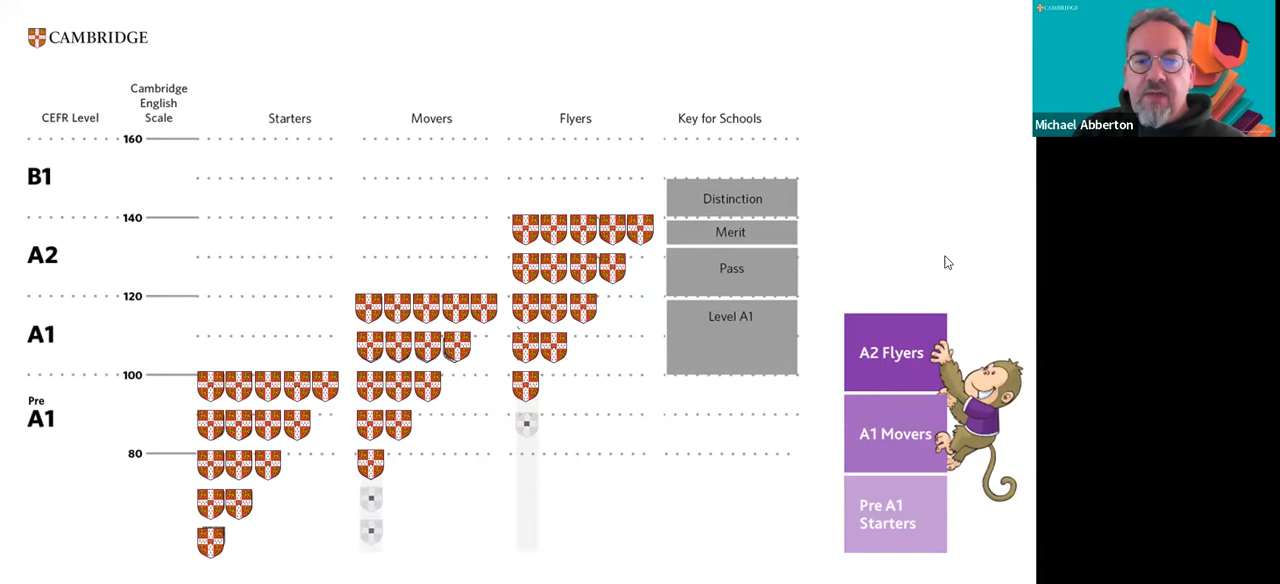 CAMBRIDGE
CAMBRIDGE
Michael Abberton
CEFR Level
Cambridge
English
Scale
Starters
Movers
Flyers
Key for Schools
160
B1
Distinction
140
Merit
A2
Pass
120
Level A1
A1
100
Pre
A1
80
A2 Flyers
A1 Movers
Pre A1
Starters